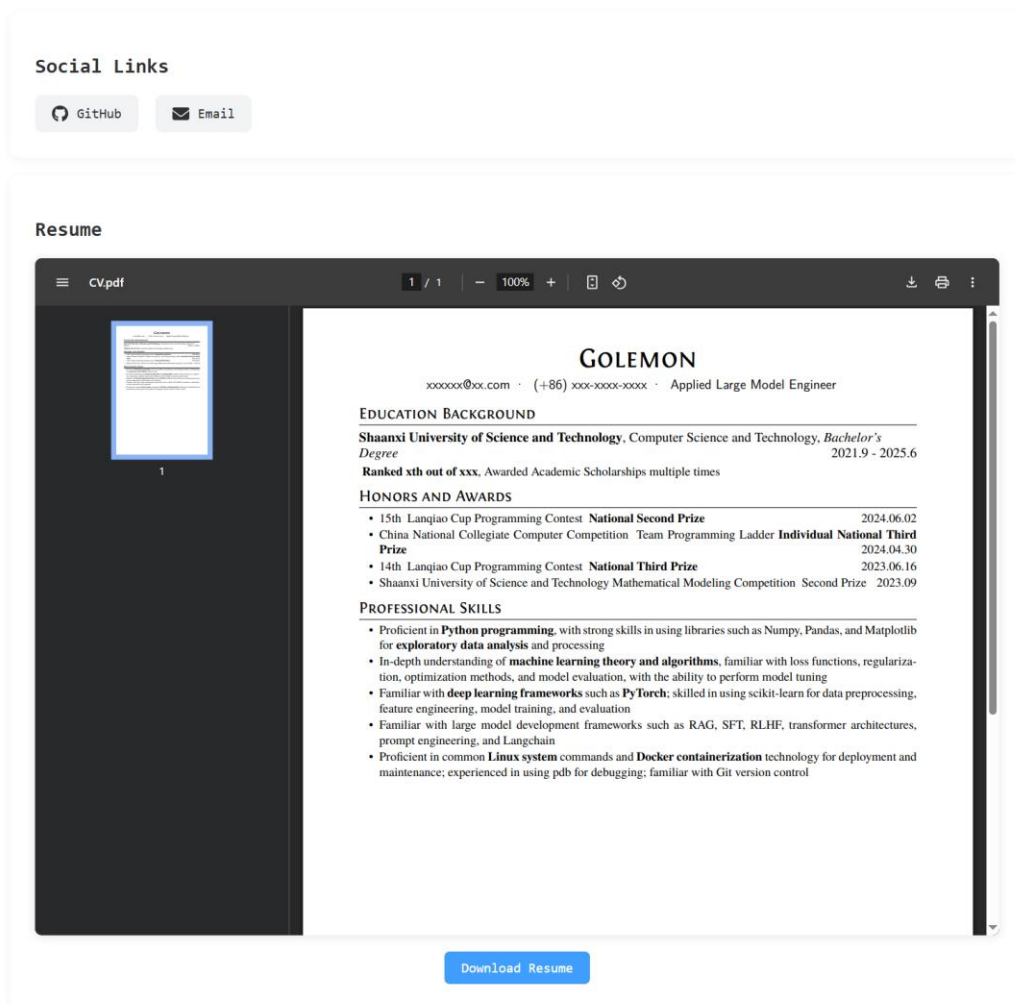 Social Links
GitHub
Email
Resume
CV.pdf
1 / 1
100%
1
GOLEMON
xxxxxx@xx.com · (+86) xxx-xxxx-xxxx · Applied Large Model Engineer
EDUCATION BACKGROUND
Shaanxi University of Science and Technology, Computer Science and Technology, Bachelor's
Degree 2021.9 - 2025.6
Ranked xth out of xxx, Awarded Academic Scholarships multiple times
HONORS AND AWARDS
• 15th Lanqiao Cup Programming Contest National Second Prize 2024.06.02
• China National Collegiate Computer Competition Team Programming Ladder Individual National Third
Prize 2024.04.30
• 14th Lanqiao Cup Programming Contest National Third Prize 2023.06.16
• Shaanxi University of Science and Technology Mathematical Modeling Competition Second Prize 2023.09
PROFESSIONAL SKILLS
• Proficient in Python programming, with strong skills in using libraries such as Numpy, Pandas, and Matplotlib
for exploratory data analysis and processing
• In-depth understanding of machine learning theory and algorithms, familiar with loss functions, regulariza-
tion, optimization methods, and model evaluation, with the ability to perform model tuning
• Familiar with deep learning frameworks such as PyTorch; skilled in using scikit-learn for data preprocessing,
feature engineering, model training, and evaluation
• Familiar with large model development frameworks such as RAG, SFT, RLHF, transformer architectures,
prompt engineering, and Langchain
• Proficient in common Linux system commands and Docker containerization technology for deployment and
maintenance; experienced in using pdb for debugging; familiar with Git version control
Download Resume